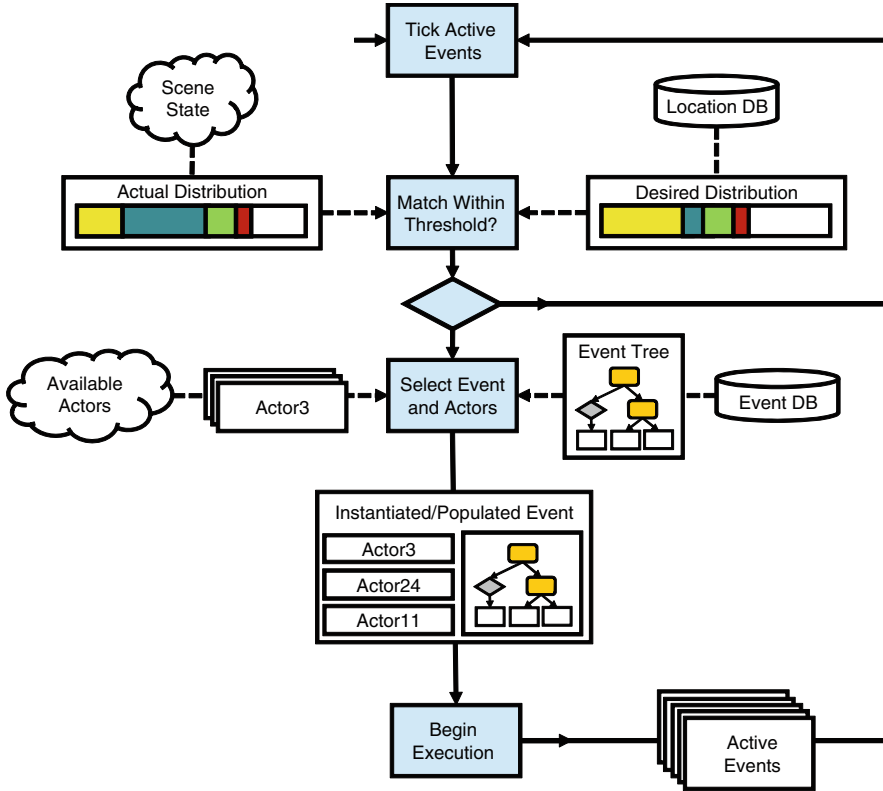 Tick Active
Events
Scene
State
Location DB
Actual Distribution
Match Within
Threshold?
Desired Distribution
Available
Actors
Actor3
Select Event
and Actors
Event Tree
Event DB
Instantiated/Populated Event
Actor3
Actor24
Actor11
Begin
Execution
Active
Events